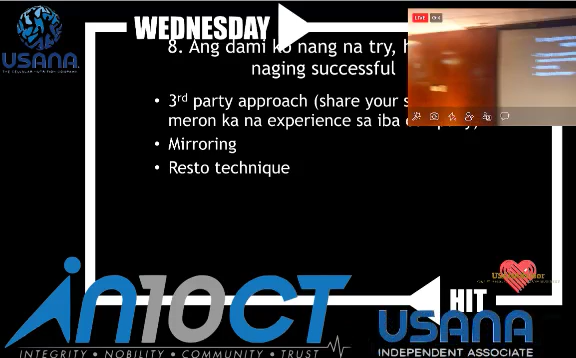 WEDNESDAY
LIVE
USANA
THE CELLULAR NUTRITION COMPANY
8. Ang dami ko nang na try,
naging successful
• 3rd party approach (share your
meron ka na experience sa iba
• Mirroring
• Resto technique
in10CT
INTEGRITY • NOBILITY • COMMUNITY • TRUST
HIT
USANA
INDEPENDENT ASSOCIATE